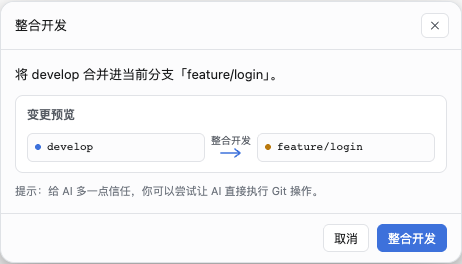 整合开发
将 develop 合并进当前分支「feature/login」。
变更预览
整合开发
develop
feature/login
提示：给 AI 多一点信任，你可以尝试让 AI 直接执行 Git 操作。
取消
整合开发